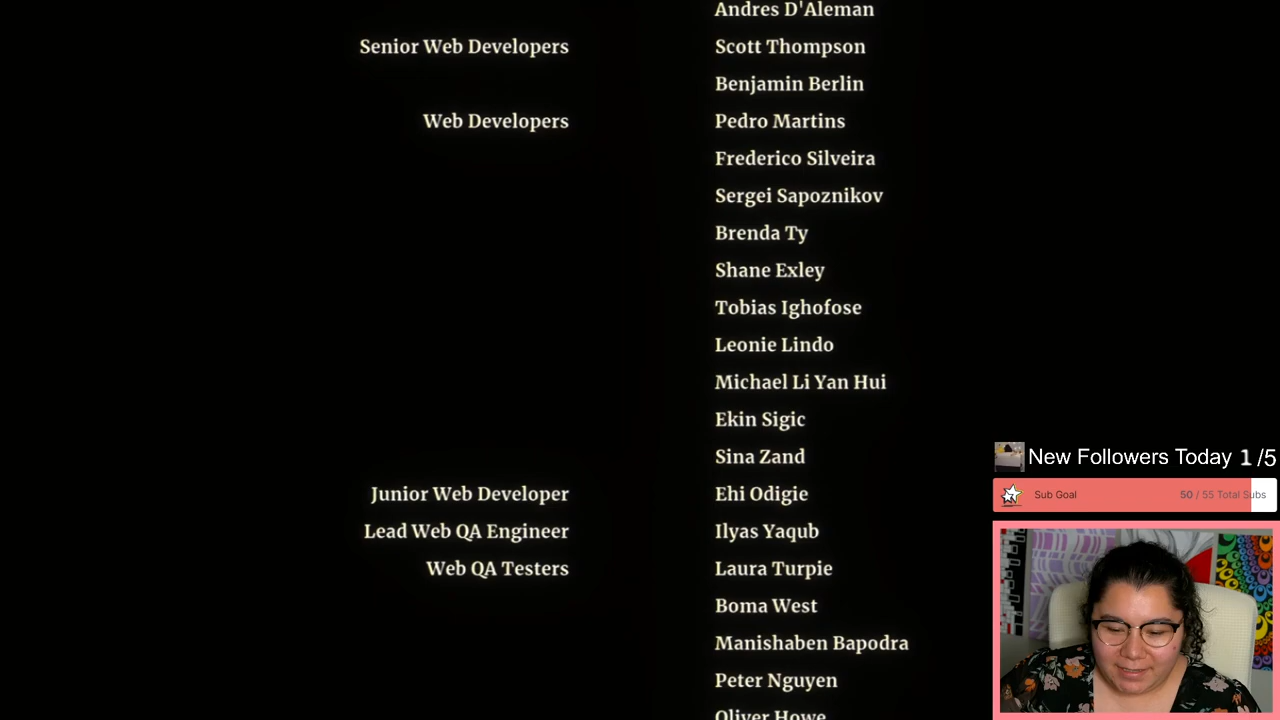 Andres D'Aleman
Senior Web Developers Scott Thompson
Benjamin Berlin
Web Developers Pedro Martins
Frederico Silveira
Sergei Sapoznikov
Brenda Ty
Shane Exley
Tobias Ighofose
Leonie Lindo
Michael Li Yan Hui
Ekin Sigic
Sina Zand
Junior Web Developer Ehi Odigie
Lead Web QA Engineer Ilyas Yaqub
Web QA Testers Laura Turpie
Boma West
Manishaben Bapodra
Peter Nguyen
Oliver Howe
New Followers Today 1 /5
Sub Goal 50 / 55 Total Subs